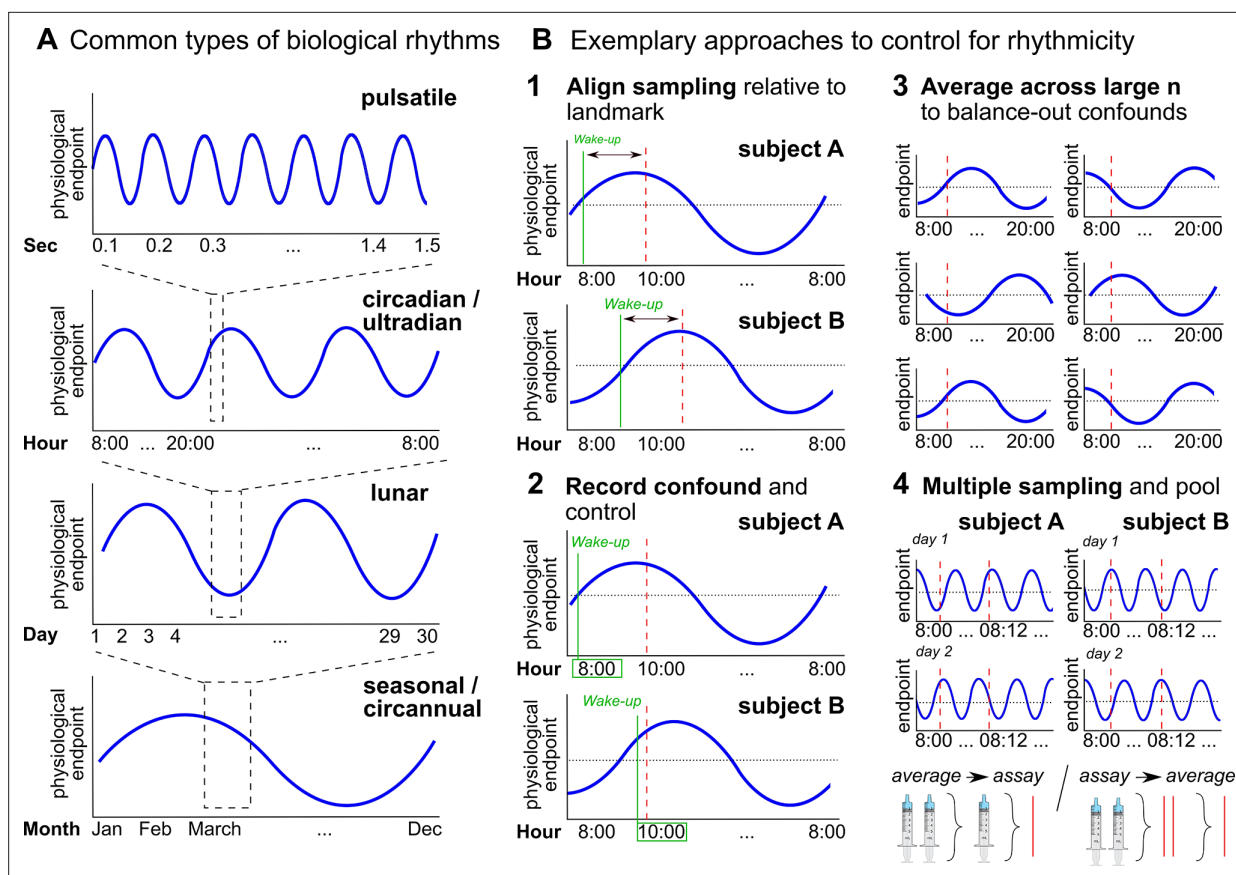 A Common types of biological rhythms
pulsatile
physiological
endpoint
Sec 0.1 0.2 0.3 ... 1.4 1.5
circadian /
ultradian
physiological
endpoint
Hour 8:00 ... 20:00 ... 8:00
lunar
physiological
endpoint
Day 1 2 3 4 ... 29 30
seasonal /
circannual
physiological
endpoint
Month Jan Feb March ... Dec
B Exemplary approaches to control for rhythmicity
1 Align sampling relative to
landmark
Wake-up
subject A
physiological
endpoint
Hour 8:00 10:00 ... 8:00
Wake-up
subject B
physiological
endpoint
Hour 8:00 10:00 ... 8:00
2 Record confound and
control
subject A
Wake-up
physiological
endpoint
Hour 8:00 10:00 ... 8:00
Wake-up
subject B
physiological
endpoint
Hour 8:00 10:00 ... 8:00
3 Average across large n
to balance-out confounds
endpoint
8:00 ... 20:00
endpoint
8:00 ... 20:00
endpoint
8:00 ... 20:00
endpoint
8:00 ... 20:00
endpoint
8:00 ... 20:00
endpoint
8:00 ... 20:00
4 Multiple sampling and pool
subject A
subject B
day 1
endpoint
8:00 ... 08:12 ...
day 1
endpoint
8:00 ... 08:12 ...
day 2
endpoint
8:00 ... 08:12 ...
day 2
endpoint
8:00 ... 08:12 ...
average → assay / assay → average